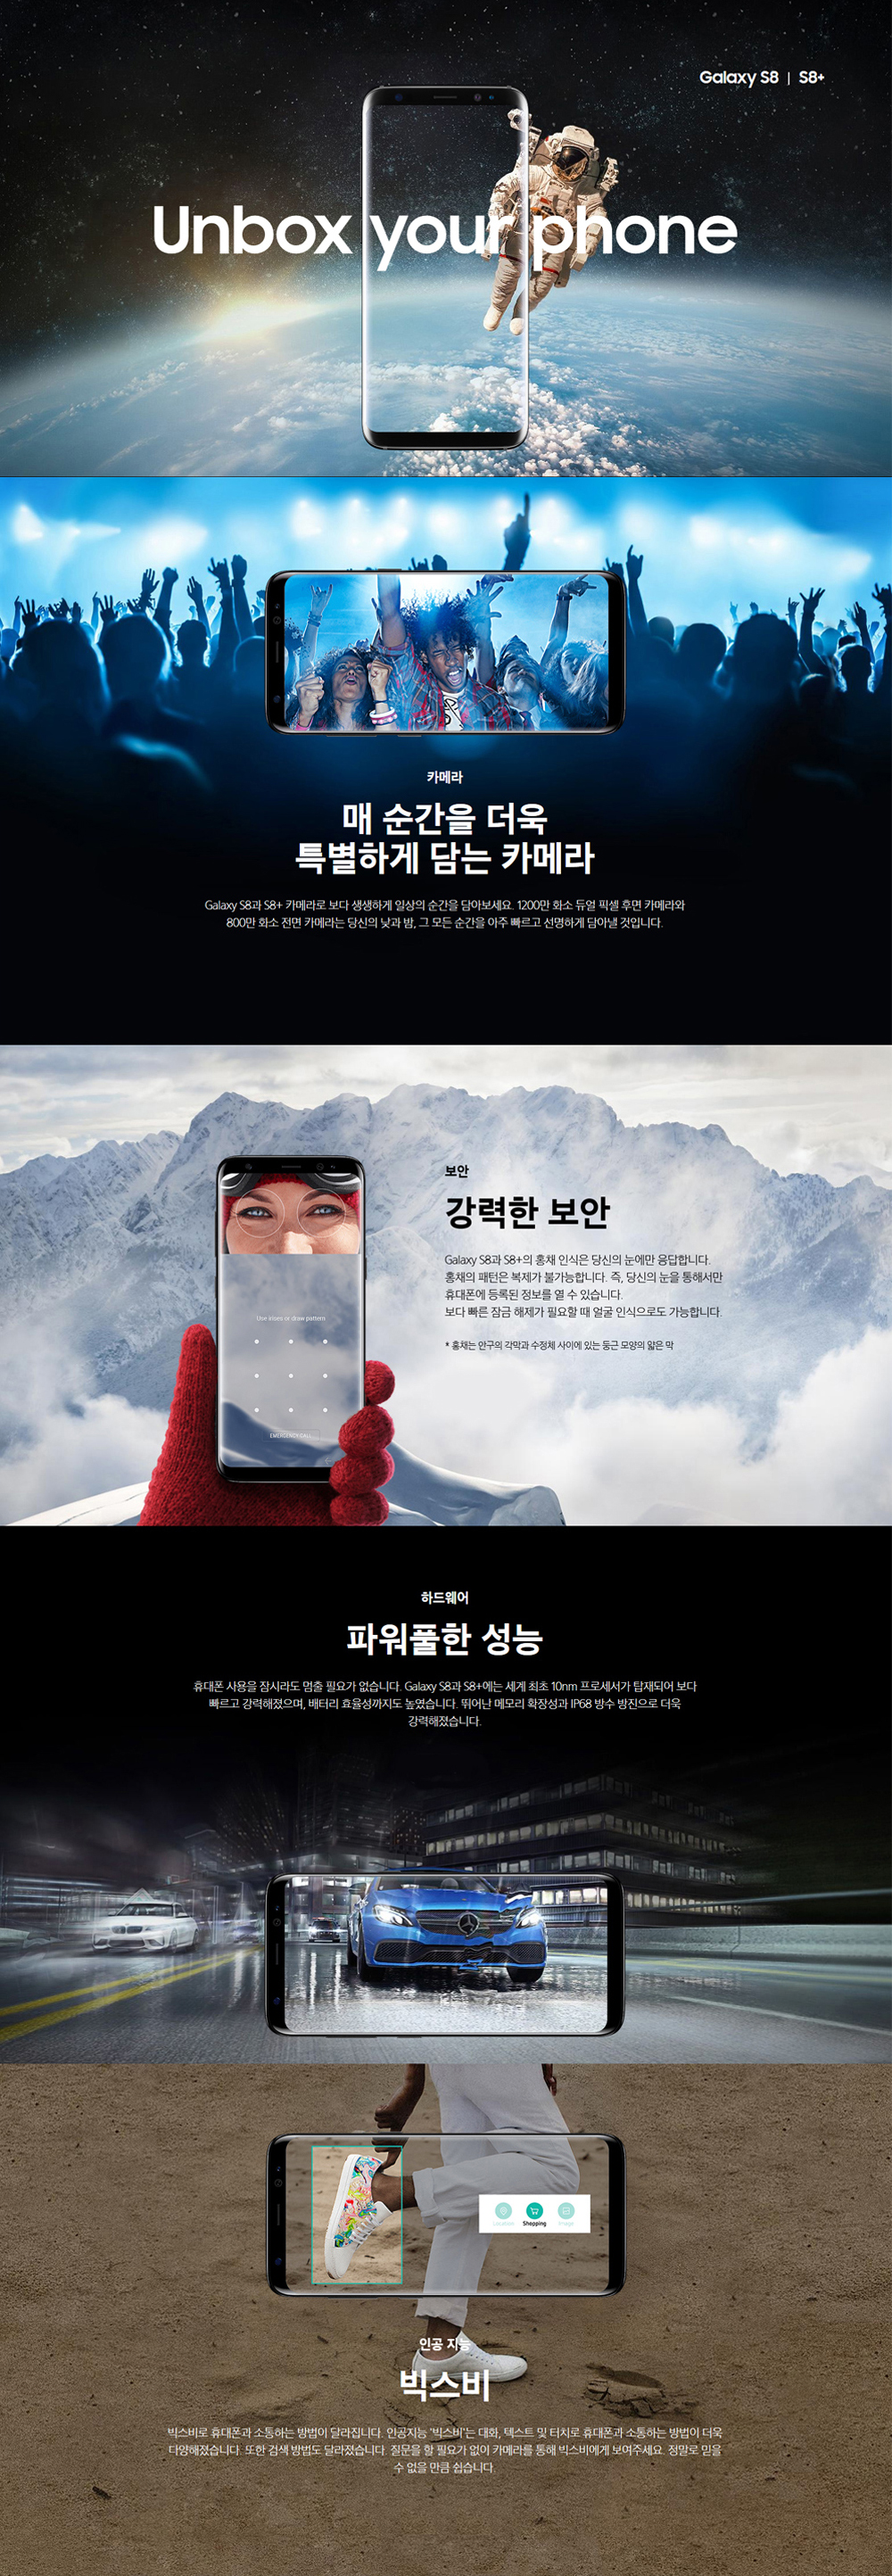 Galaxy S8 | S8+
Unbox your phone
카메라
매 순간을 더욱
특별하게 담는 카메라
Galaxy S8과 S8+ 카메라로 보다 생생하게 일상의 순간을 담아보세요. 1200만 화소 듀얼 픽셀 후면 카메라와
800만 화소 전면 카메라는 당신의 낮과 밤, 그 모든 순간을 아주 빠르고 선명하게 담아낼 것입니다.
보안
강력한 보안
Galaxy S8과 S8+의 홍채 인식은 당신의 눈에만 응답합니다.
홍채의 패턴은 복제가 불가능합니다. 즉, 당신의 눈을 통해서만
휴대폰에 등록된 정보를 열 수 있습니다.
보다 빠른 잠금 해제가 필요할 때 얼굴 인식으로도 가능합니다.
* 홍채는 안구의 각막과 수정체 사이에 있는 둥근 모양의 얇은 막
Use irises or draw pattern
EMERGENCY CALL
하드웨어
파워풀한 성능
휴대폰 사용을 잠시라도 멈출 필요가 없습니다. Galaxy S8과 S8+에는 세계 최초 10nm 프로세서가 탑재되어 보다
빠르고 강력해졌으며, 배터리 효율성까지도 높였습니다. 뛰어난 메모리 확장성과 IP68 방수 방진으로 더욱
강력해졌습니다.
Location Shopping Image
인공 지능
빅스비
빅스비로 휴대폰과 소통하는 방법이 달라집니다. 인공지능 '빅스비'는 대화, 텍스트 및 터치로 휴대폰과 소통하는 방법이 더욱
다양해졌습니다. 또한 검색 방법도 달라졌습니다. 질문을 할 필요가 없이 카메라를 통해 빅스비에게 보여주세요. 정말로 믿을
수 없을 만큼 쉽습니다.